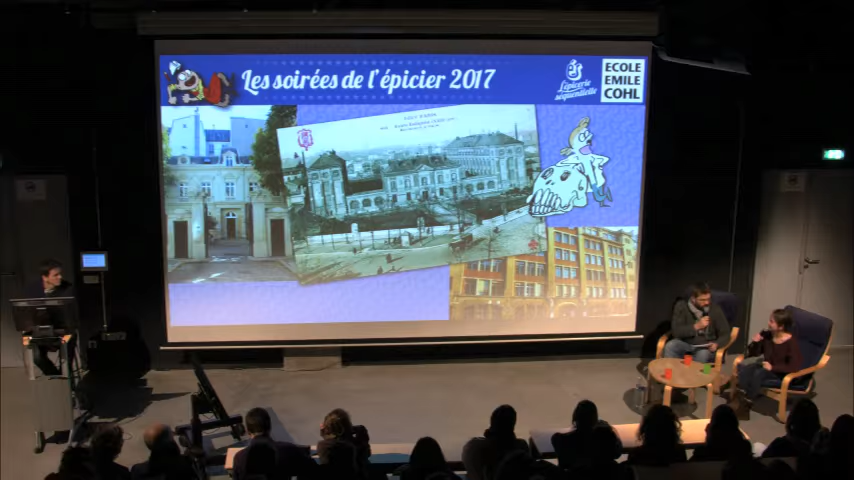 Les soirées de l'épicier 2017
l'épicerie
séquentielle
ECOLE
EMILE
COHL